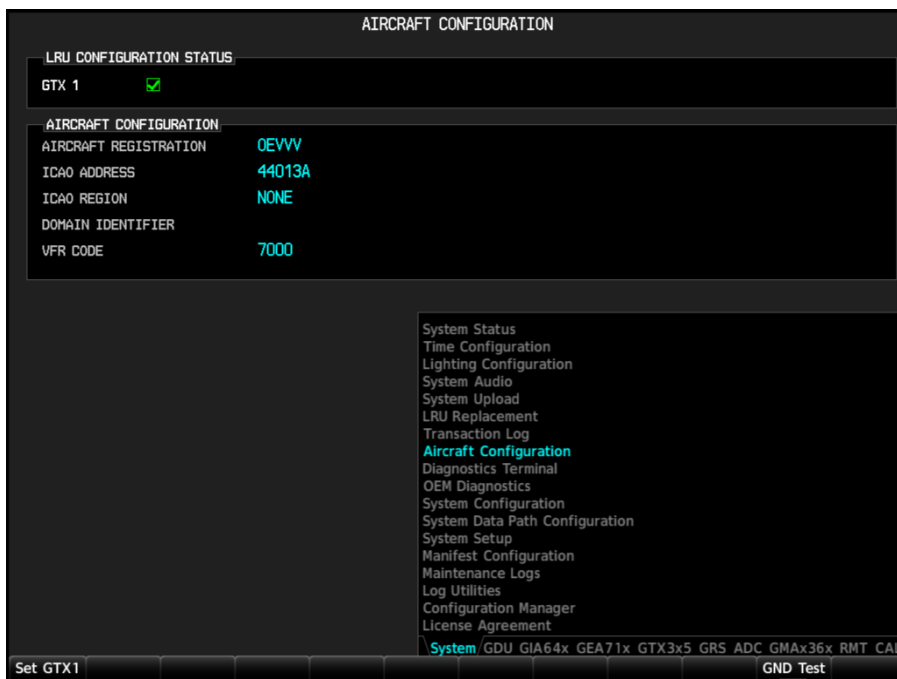 AIRCRAFT CONFIGURATION
LRU CONFIGURATION STATUS
GTX 1
AIRCRAFT CONFIGURATION
AIRCRAFT REGISTRATION OEVVV
ICAO ADDRESS 44013A
ICAO REGION NONE
DOMAIN IDENTIFIER
VFR CODE 7000
System Status
Time Configuration
Lighting Configuration
System Audio
System Upload
LRU Replacement
Transaction Log
Aircraft Configuration
Diagnostics Terminal
OEM Diagnostics
System Configuration
System Data Path Configuration
System Setup
Manifest Configuration
Maintenance Logs
Log Utilities
Configuration Manager
License Agreement
System GDU GIA64x GEA71x GTX3x5 GRS ADC GMAx36x RMT CAL
Set GTX1 GND Test